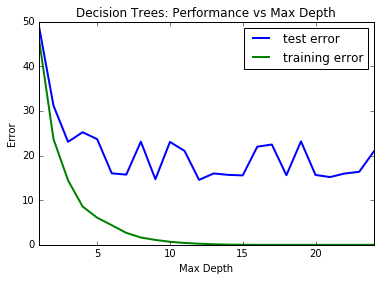 Decision Trees: Performance vs Max Depth
test error
training error
Error
50
40
30
20
10
0
5
10
15
20
Max Depth